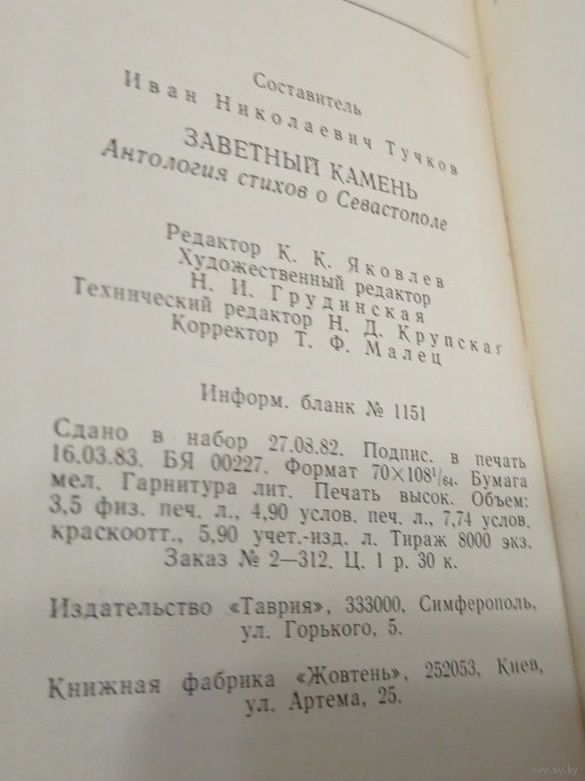 Составитель
Иван Николаевич Тучков
ЗАВЕТНЫЙ КАМЕНЬ
Антология стихов о Севастополе
Редактор К. К. Яковлев
Художественный редактор
Н. И. Грудинская
Технический редактор Н. Д. Крупская
Корректор Т. Ф. Малец
Информ. бланк № 1151
Сдано в набор 27.08.82. Подпис. в печать
16.03.83. БЯ 00227. Формат 70×108¹/₆₄. Бумага
мел. Гарнитура лит. Печать высок. Объем:
3,5 физ. печ. л., 4,90 услов. печ. л., 7,74 услов.
краскоотт., 5,90 учет.-изд. л. Тираж 8000 экз.
Заказ № 2—312. Ц. 1 р. 30 к.
Издательство «Таврия», 333000, Симферополь,
ул. Горького, 5.
Книжная фабрика «Жовтень», 252053, Киев,
ул. Артема, 25.
www.ay.by